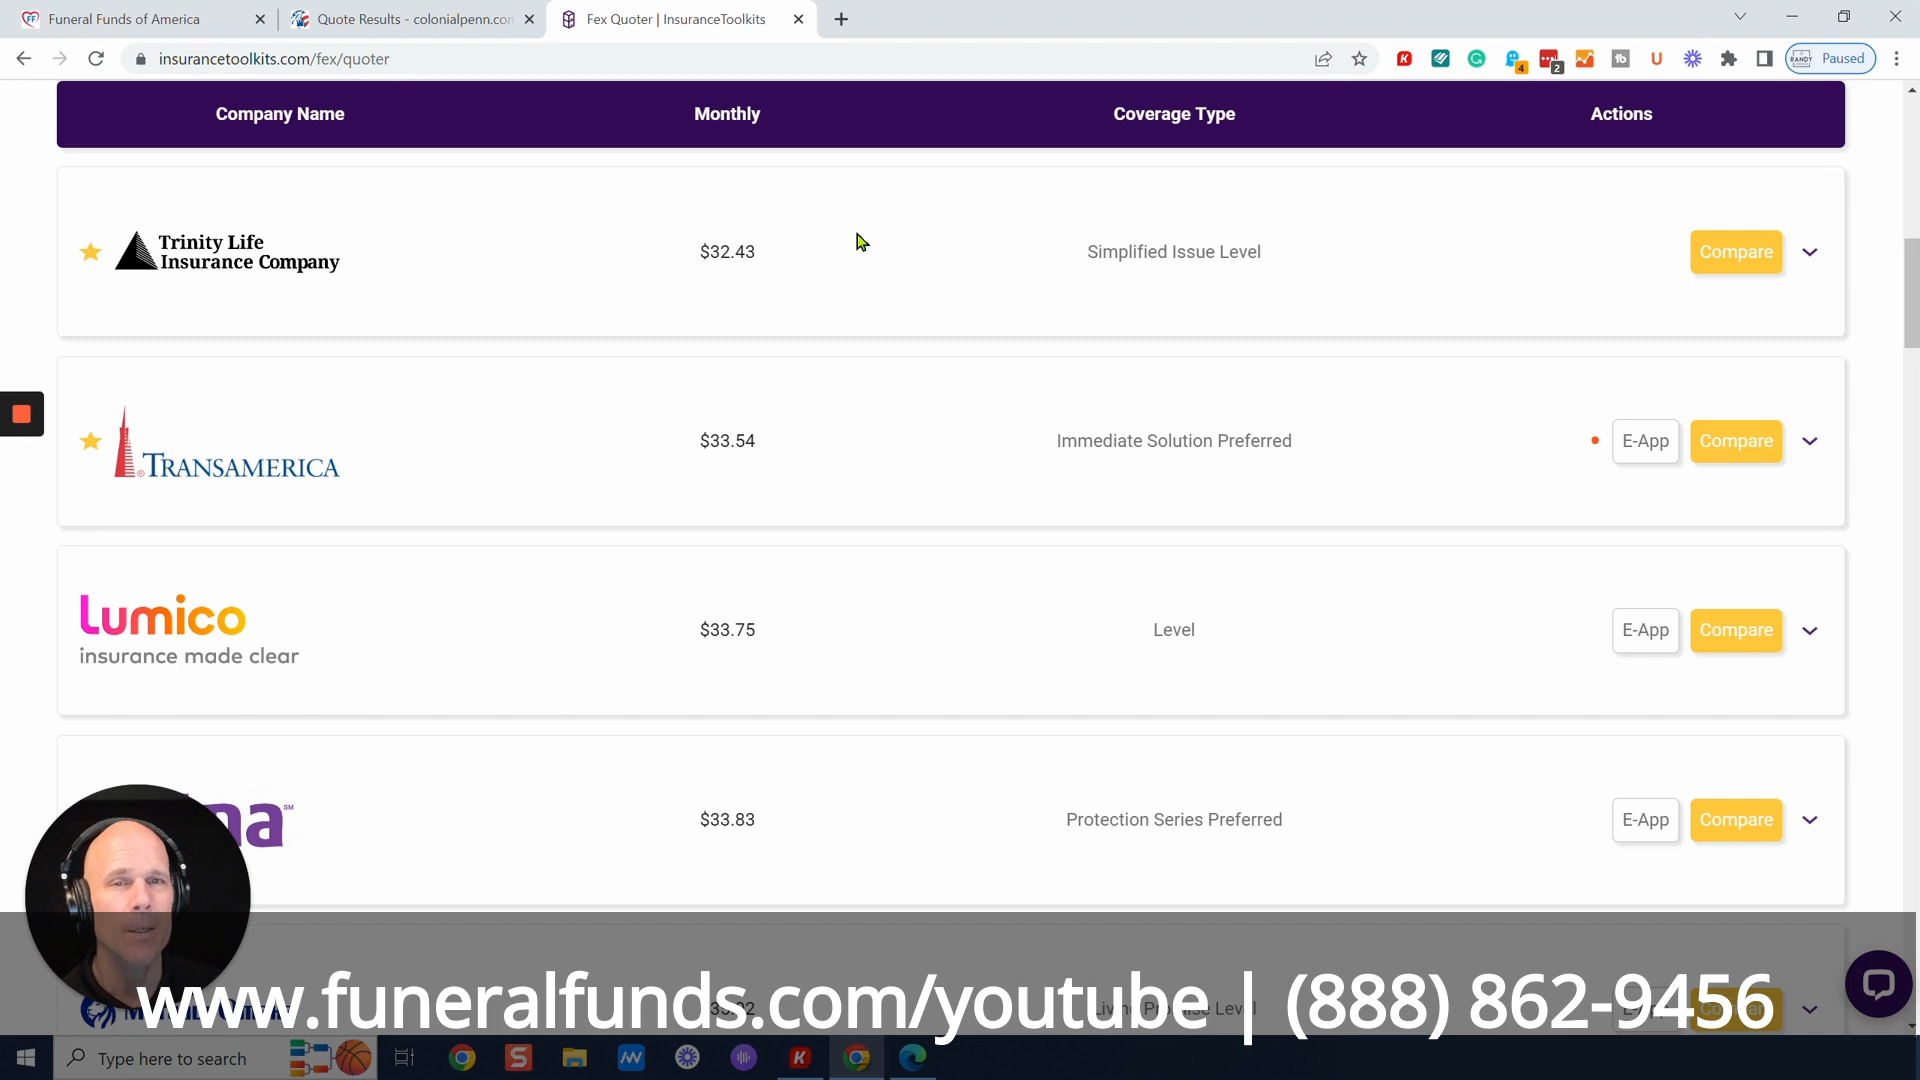 Funeral Funds of America
Quote Results - colonialpenn.com
Fex Quoter | InsuranceToolkits
insurancetoolkits.com/fex/quoter
4
2
RANDY
Paused
Company Name
Monthly
Coverage Type
Actions
Trinity Life
Insurance Company
$32.43
Simplified Issue Level
Compare
TRANSAMERICA
$33.54
Immediate Solution Preferred
E-App
Compare
Lumico
insurance made clear
$33.75
Level
E-App
Compare
$33.83
Protection Series Preferred
E-App
Compare
www.funeralfunds.com/youtube | (888) 862-9456
Type here to search